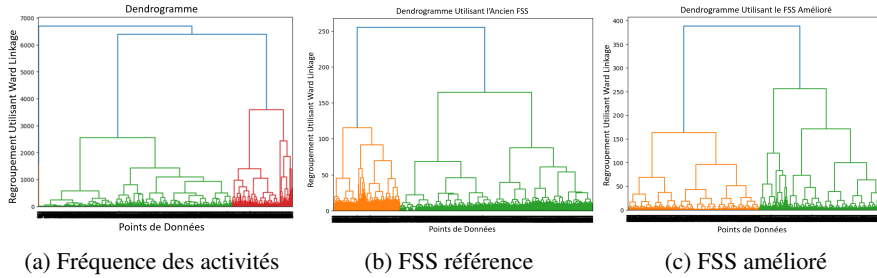 Dendrogramme
7000
6000
5000
4000
3000
2000
1000
0
Regroupement Utilisant Ward Linkage
Points de Données
(a) Fréquence des activités
Dendrogramme Utilisant l'Ancien FSS
250
200
150
100
50
0
Regroupement Utilisant Ward Linkage
Points de Données
(b) FSS référence
Dendrogramme Utilisant le FSS Amélioré
400
350
300
250
200
150
100
50
0
Regroupement Utilisant Ward Linkage
Points de Données
(c) FSS amélioré